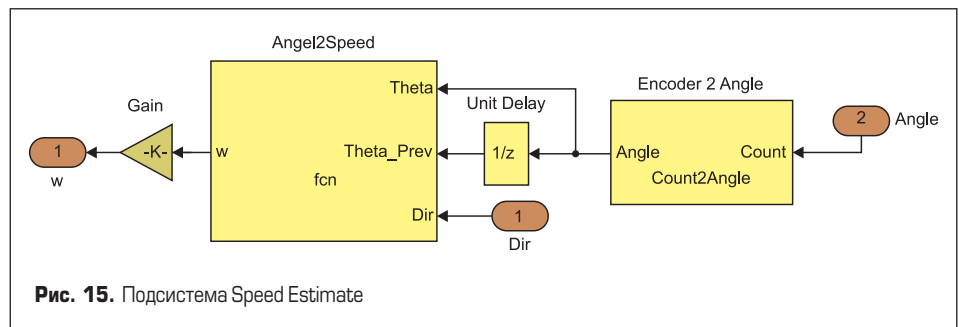 Angel2Speed
Encoder 2 Angle
Theta
Unit Delay
Gain
2
Angle
1
-K-
w
Theta_Prev
1/z
Angle
Count
w
fcn
Count2Angle
Dir
1
Dir
Рис. 15. Подсистема Speed Estimate